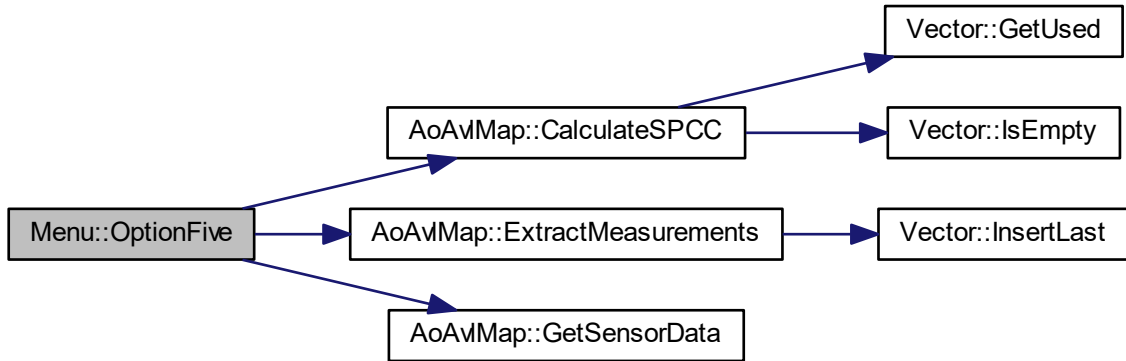 Vector::GetUsed
AoAvlMap::CalculateSPCC
Vector::IsEmpty
Menu::OptionFive
AoAvlMap::ExtractMeasurements
Vector::InsertLast
AoAvlMap::GetSensorData